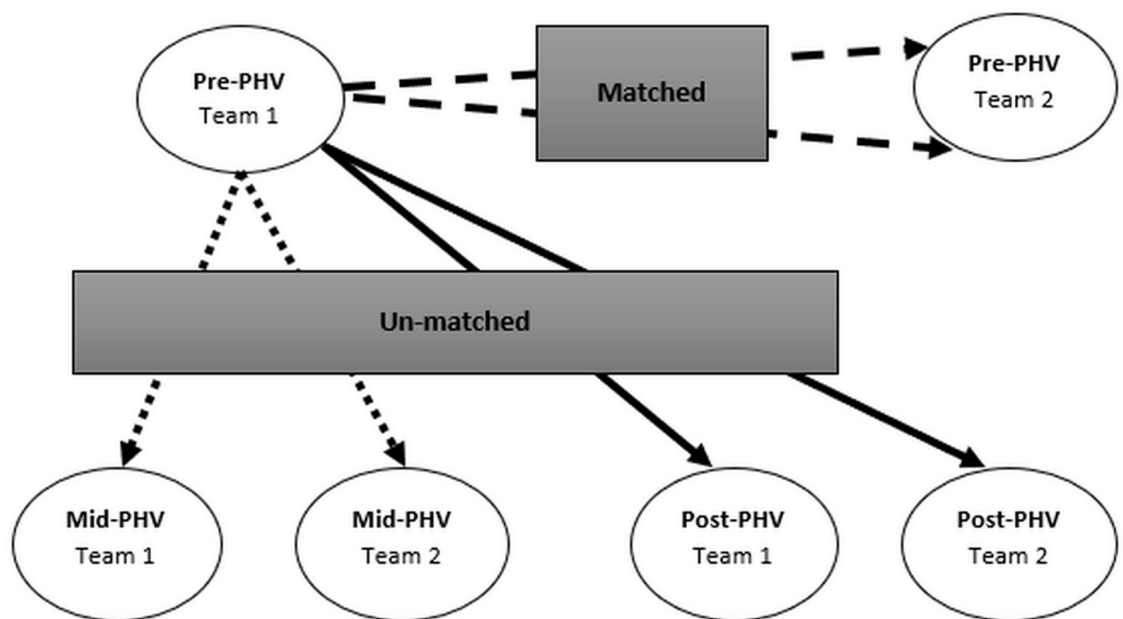 Pre-PHV
Team 1
Matched
Pre-PHV
Team 2
Un-matched
Mid-PHV
Team 1
Mid-PHV
Team 2
Post-PHV
Team 1
Post-PHV
Team 2